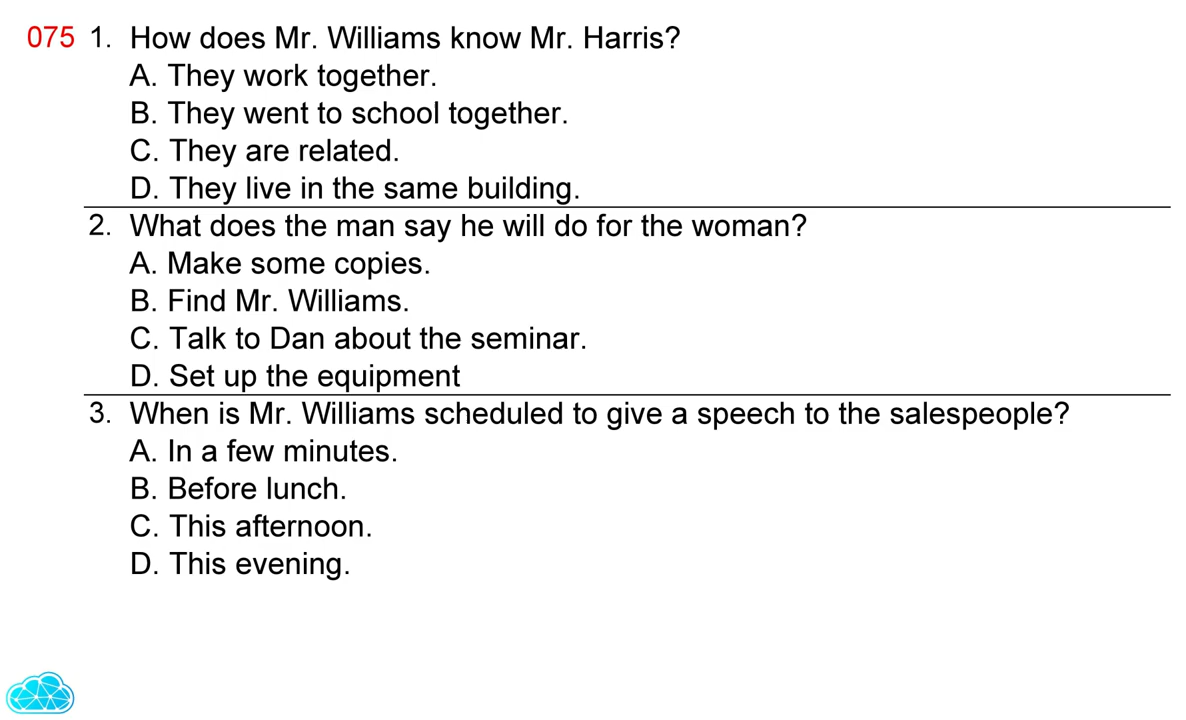 075 1. How does Mr. Williams know Mr. Harris?
A. They work together.
B. They went to school together.
C. They are related.
D. They live in the same building.
2. What does the man say he will do for the woman?
A. Make some copies.
B. Find Mr. Williams.
C. Talk to Dan about the seminar.
D. Set up the equipment
3. When is Mr. Williams scheduled to give a speech to the salespeople?
A. In a few minutes.
B. Before lunch.
C. This afternoon.
D. This evening.